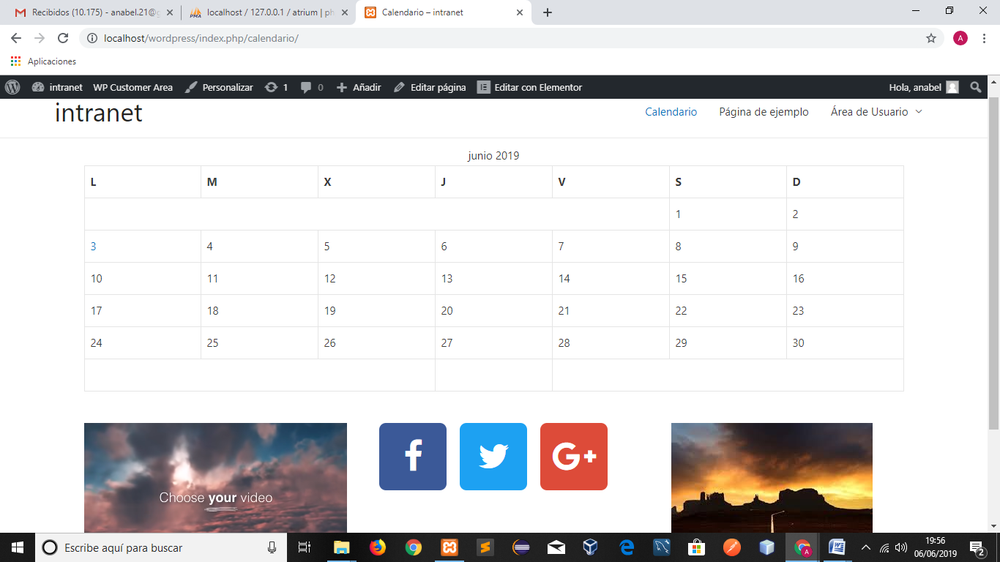 Recibidos (10.175) - anabel.21@g
localhost / 127.0.0.1 / atrium | ph
Calendario – intranet
localhost/wordpress/index.php/calendario/
A
Aplicaciones
intranet WP Customer Area Personalizar 1 0 Añadir Editar página Editar con Elementor Hola, anabel
intranet
Calendario Página de ejemplo Área de Usuario
junio 2019
L M X J V S D
1 2
3 4 5 6 7 8 9
10 11 12 13 14 15 16
17 18 19 20 21 22 23
24 25 26 27 28 29 30
f
G+
Choose your video
Escribe aquí para buscar
A
19:56
06/06/2019
2